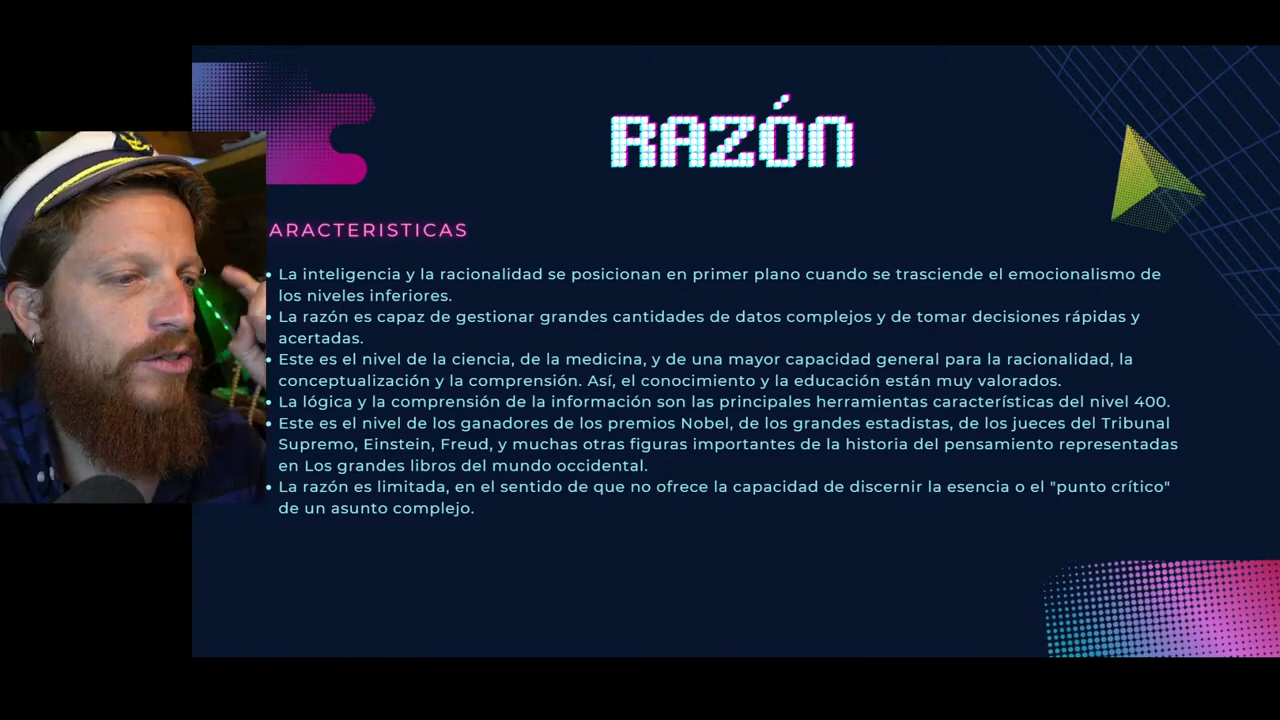 RAZÓN
ARACTERISTICAS
La inteligencia y la racionalidad se posicionan en primer plano cuando se trasciende el emocionalismo de
los niveles inferiores.
La razón es capaz de gestionar grandes cantidades de datos complejos y de tomar decisiones rápidas y
acertadas.
Este es el nivel de la ciencia, de la medicina, y de una mayor capacidad general para la racionalidad, la
conceptualización y la comprensión. Así, el conocimiento y la educación están muy valorados.
La lógica y la comprensión de la información son las principales herramientas características del nivel 400.
Este es el nivel de los ganadores de los premios Nobel, de los grandes estadistas, de los jueces del Tribunal
Supremo, Einstein, Freud, y muchas otras figuras importantes de la historia del pensamiento representadas
en Los grandes libros del mundo occidental.
La razón es limitada, en el sentido de que no ofrece la capacidad de discernir la esencia o el "punto crítico"
de un asunto complejo.